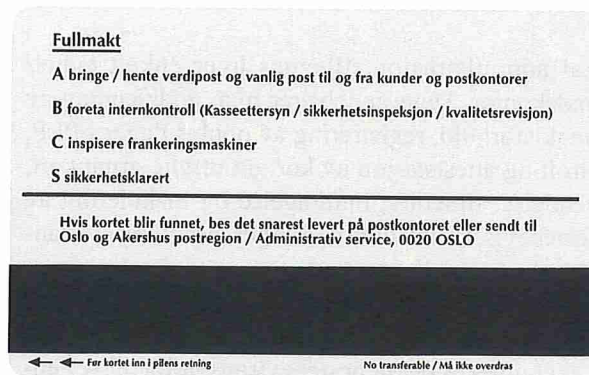 Fullmakt
A bringe / hente verdipost og vanlig post til og fra kunder og postkontorer
B foreta internkontroll (Kasseettersyn / sikkerhetsinspeksjon / kvalitetsrevisjon)
C inspisere frankeringsmaskiner
S sikkerhetsklarert
Hvis kortet blir funnet, bes det snarest levert på postkontoret eller sendt til
Oslo og Akershus postregion / Administrativ service, 0020 OSLO
Før kortet inn i pilens retning
No transferable / Må ikke overdras